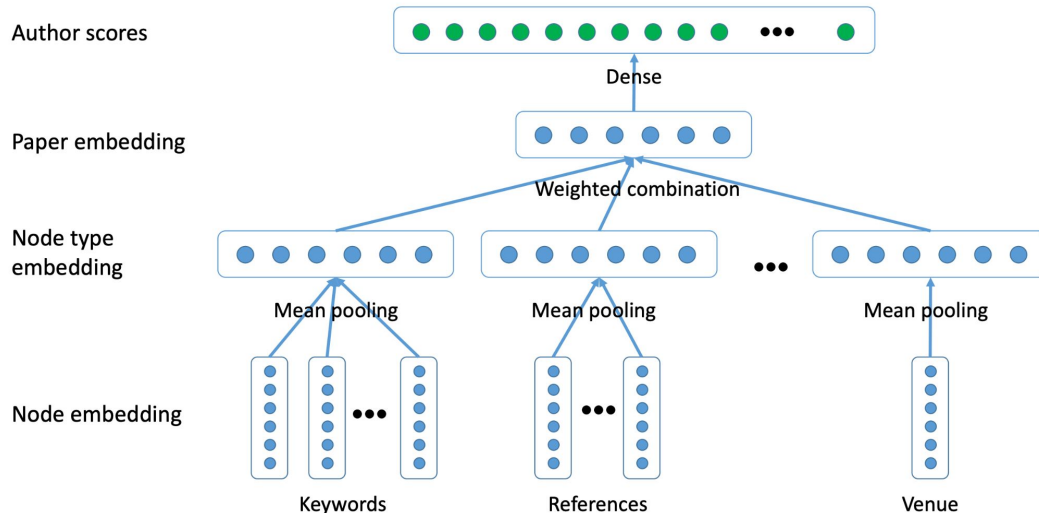 Author scores
Dense
Paper embedding
Weighted combination
Node type
embedding
Mean pooling
Mean pooling
Mean pooling
Node embedding
Keywords
References
Venue